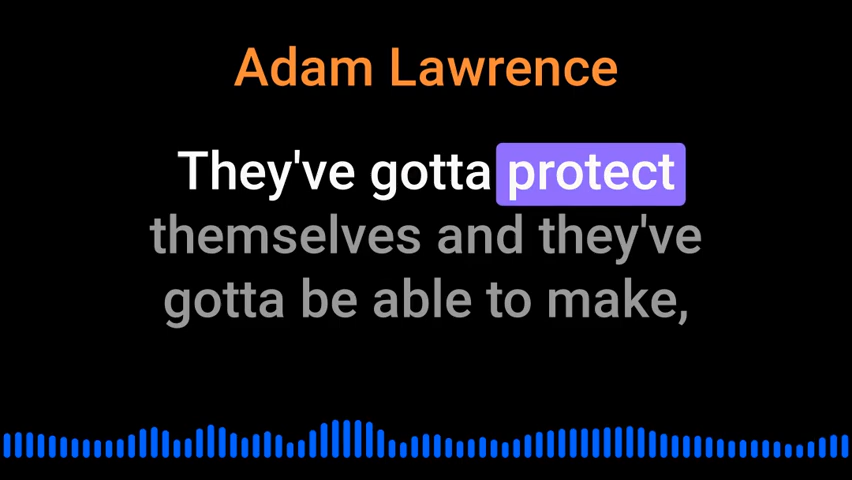 Adam Lawrence
They've gotta protect
themselves and they've
gotta be able to make,